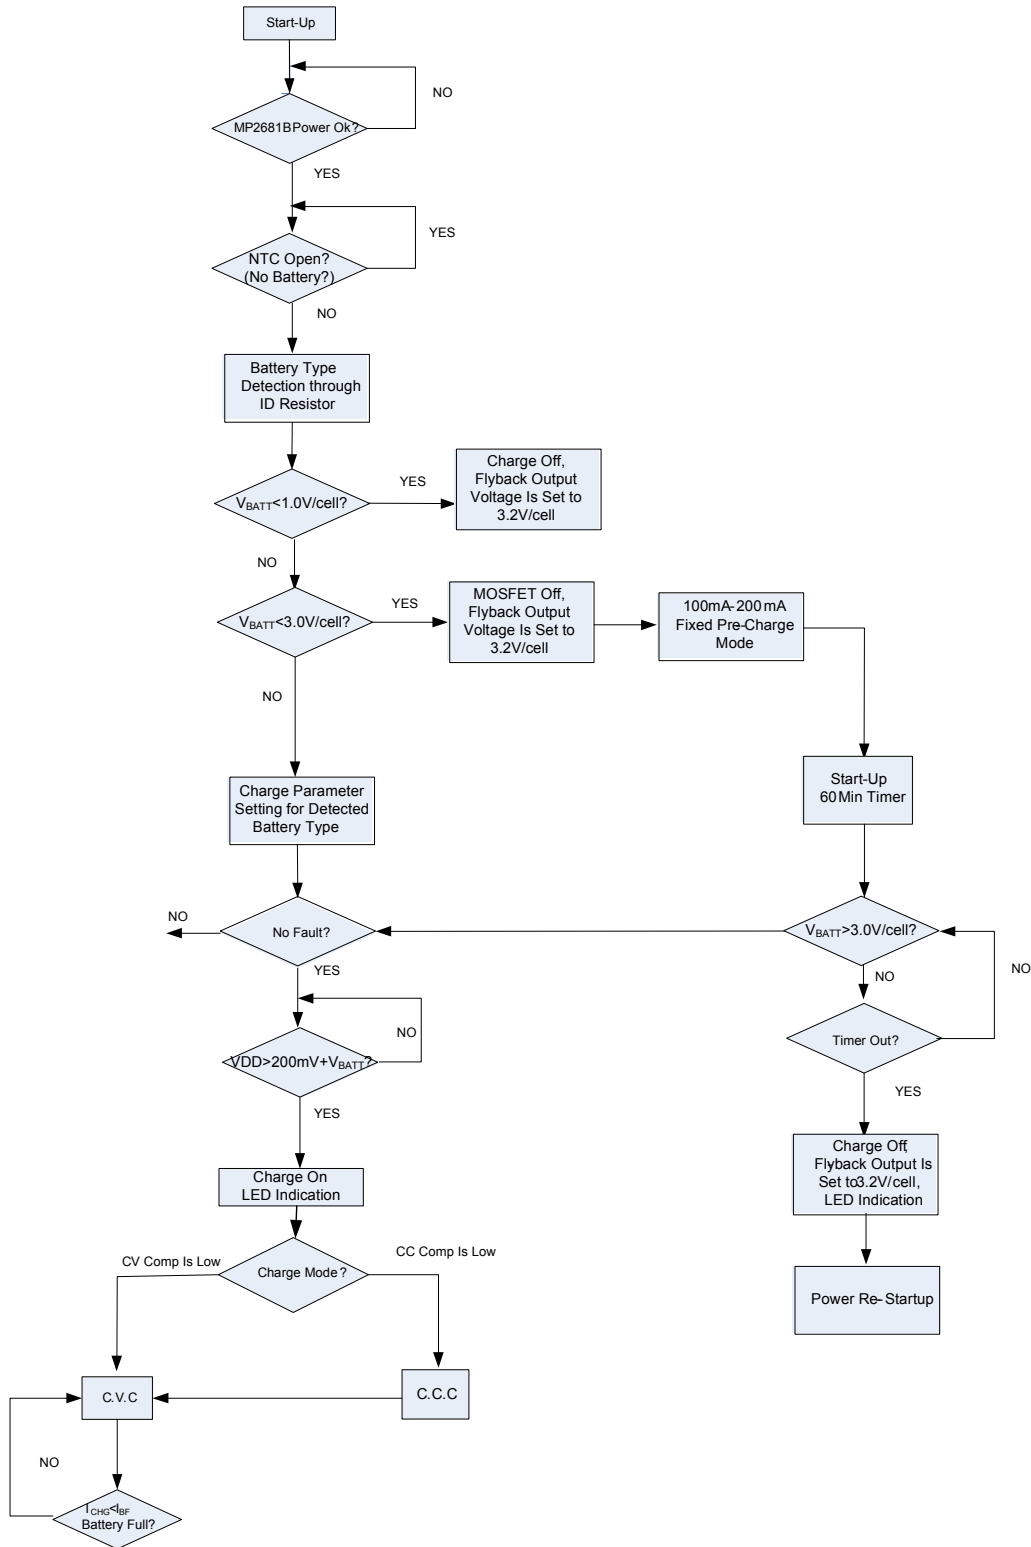 Start-Up
NO
MP2681BPower Ok?
YES
YES
NTC Open?
(No Battery?)
NO
Battery Type
Detection through
ID Resistor
YES
Charge Off,
Flyback Output
Voltage Is Set to
3.2V/cell
VBATT<1.0V/cell?
NO
YES
MOSFET Off,
Flyback Output
Voltage Is Set to
3.2V/cell
100mA-200mA
Fixed Pre-Charge
Mode
VBATT<3.0V/cell?
NO
Charge Parameter
Setting for Detected
Battery Type
Start-Up
60Min Timer
NO
No Fault?
VBATT>3.0V/cell?
YES
NO
NO
NO
VDD>200mV+VBATT?
Timer Out?
YES
YES
Charge On
LED Indication
Charge Off,
Flyback Output Is
Set to3.2V/cell,
LED Indication
CV Comp Is Low
CC Comp Is Low
Charge Mode?
Power Re-Startup
C.V.C
C.C.C
NO
ICHG<IBF
Battery Full?